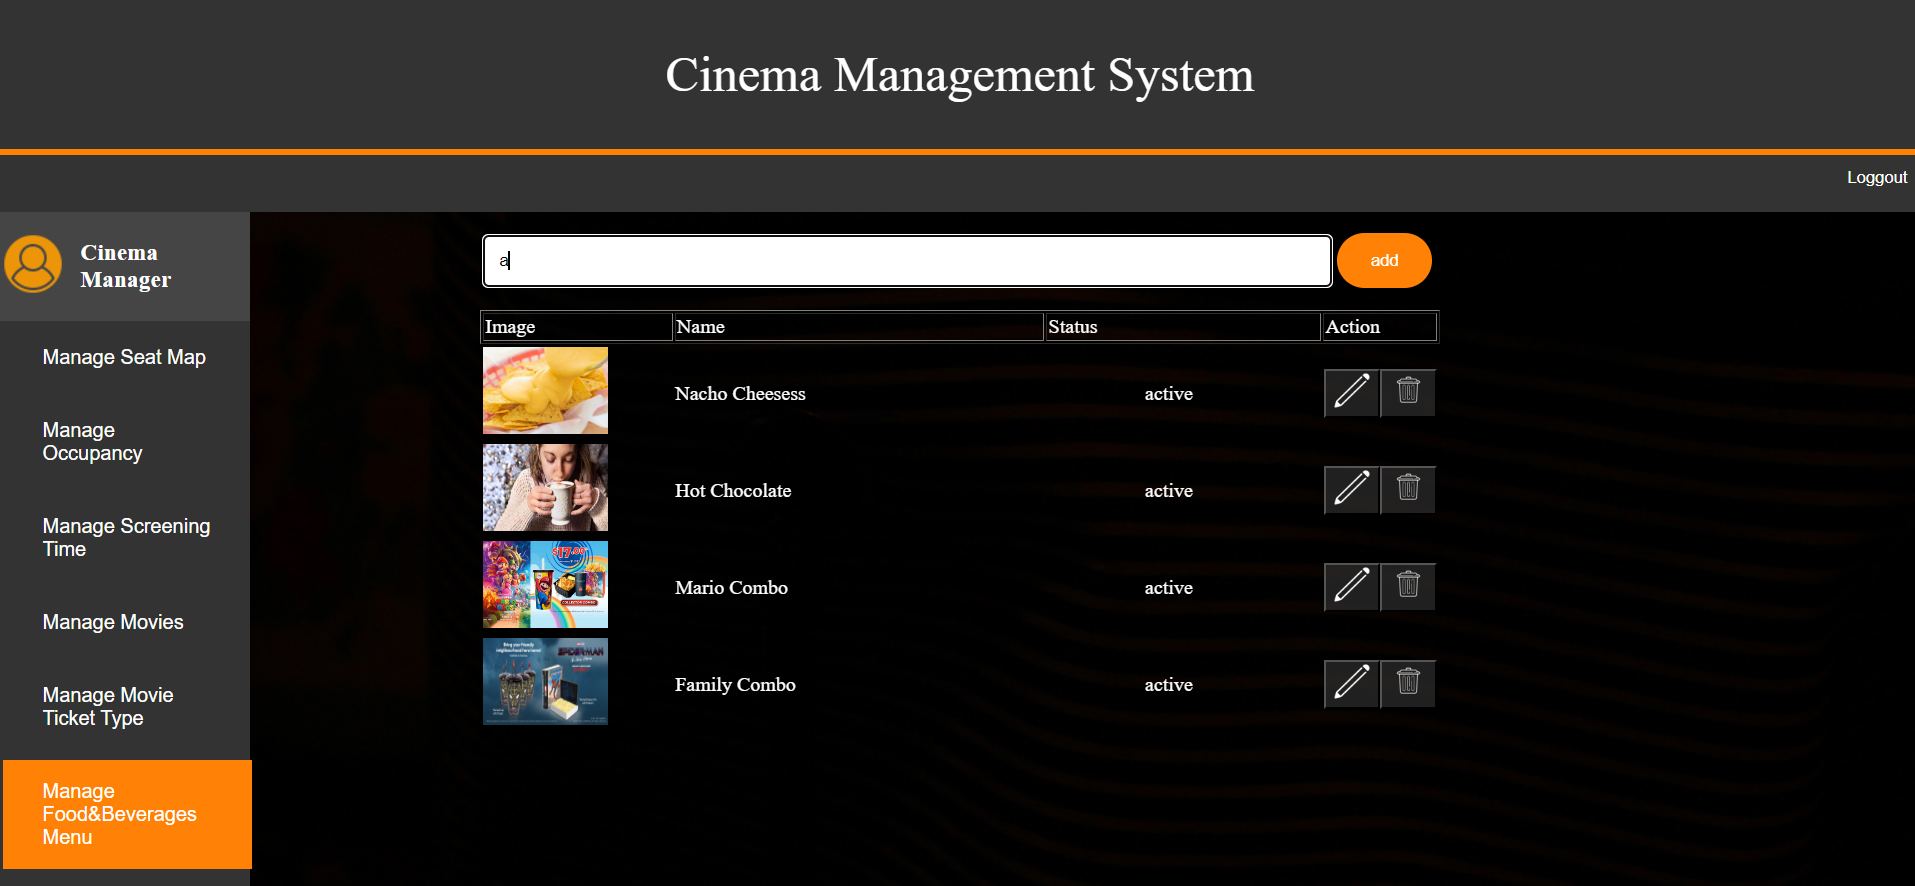 Cinema Management System
Loggout
Cinema
Manager
a
add
Image Name Status Action
Manage Seat Map
Nacho Cheesess active
Manage
Occupancy
Hot Chocolate active
Manage Screening
Time
$17.00
Mario Combo active
Manage Movies
SPIDER-MAN
Family Combo active
Manage Movie
Ticket Type
Manage
Food&Beverages
Menu